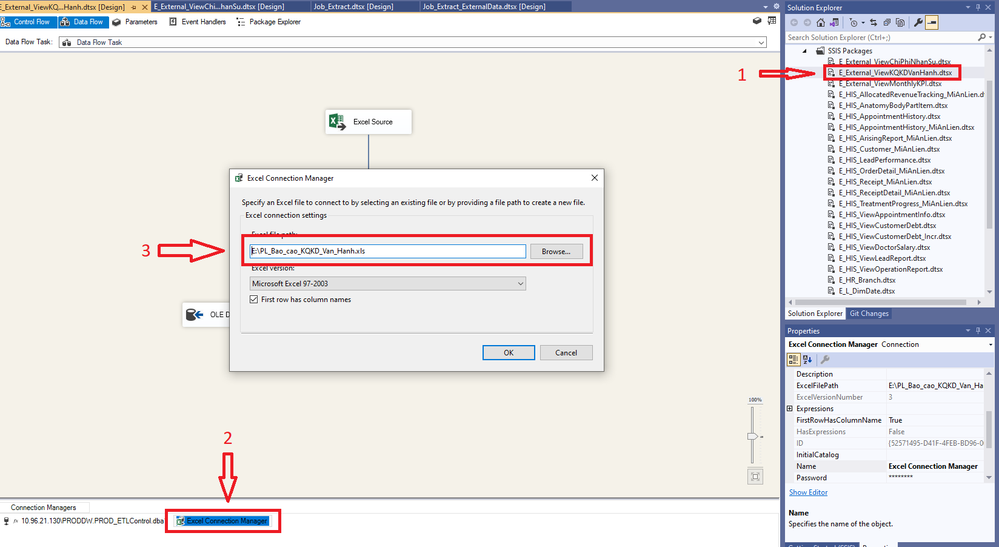 E_External_ViewKQ...Hanh.dtsx [Design]
E_External_ViewChi...hanSu.dtsx [Design]
Job_Extract.dtsx [Design]
Job_Extract_ExternalData.dtsx [Design]
Control Flow
Data Flow
Parameters
Event Handlers
Package Explorer
Data Flow Task:
Data Flow Task
Excel Source
Excel Connection Manager
Specify an Excel file to connect to by selecting an existing file or by providing a file path to create a new file.
Excel connection settings
Excel file path:
3
E:\PL_Bao_cao_KQKD_Van_Hanh.xls
Browse...
Excel version:
Microsoft Excel 97-2003
First row has column names
OLE D
OK
Cancel
100%
2
Connection Managers
10.96.21.130\PRODDW.PROD_ETLControl.dba
Excel Connection Manager
Solution Explorer
Search Solution Explorer (Ctrl+;)
SSIS Packages
E_External_ViewChiPhiNhanSu.dtsx
1
E_External_ViewKQKDVanHanh.dtsx
E_External_ViewMonthlyKPI.dtsx
E_HIS_AllocatedRevenueTracking_MiAnLien.dt
E_HIS_AnatomyBodyPartItem.dtsx
E_HIS_AppointmentHistory.dtsx
E_HIS_AppointmentHistory_MiAnLien.dtsx
E_HIS_ArisingReport_MiAnLien.dtsx
E_HIS_Customer_MiAnLien.dtsx
E_HIS_LeadPerformance.dtsx
E_HIS_OrderDetail_MiAnLien.dtsx
E_HIS_Receipt_MiAnLien.dtsx
E_HIS_ReceiptDetail_MiAnLien.dtsx
E_HIS_TreatmentProgress_MiAnLien.dtsx
E_HIS_ViewAppointmentInfo.dtsx
E_HIS_ViewCustomerDebt.dtsx
E_HIS_ViewCustomerDebt_Incr.dtsx
E_HIS_ViewDoctorSalary.dtsx
E_HIS_ViewLeadReport.dtsx
E_HIS_ViewOperationReport.dtsx
E_HR_Branch.dtsx
E_L_DimDate.dtsx
Solution Explorer
Git Changes
Properties
Excel Connection Manager Connection
Description
ExcelFilePath E:\PL_Bao_cao_KQKD_Van_Ha
ExcelVersionNumber 3
Expressions
FirstRowHasColumnName True
HasExpressions False
ID {52571495-D41F-4FEB-BD96-0
InitialCatalog
Name Excel Connection Manager
Password ********
Show Editor
Name
Specifies the name of the object.